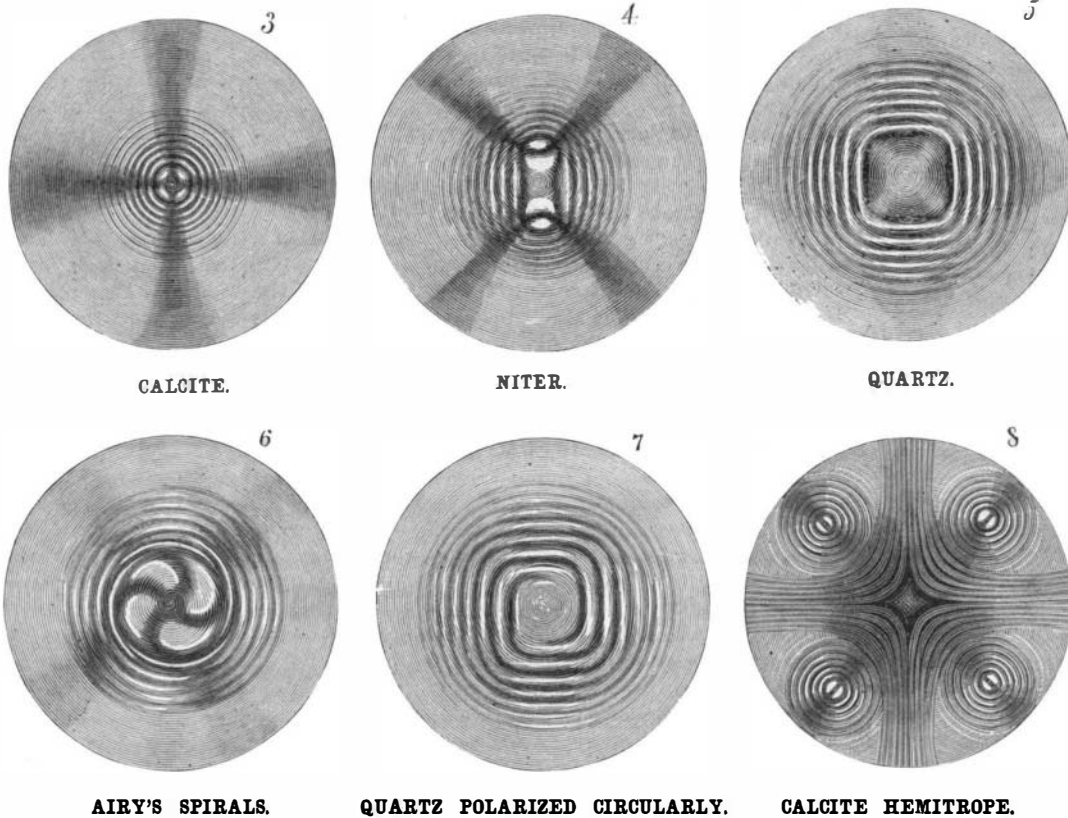 3 4 5
CALCITE. NITER. QUARTZ.
6 7 8
AIRY'S SPIRALS. QUARTZ POLARIZED CIRCULARLY. CALCITE HEMITROPE.